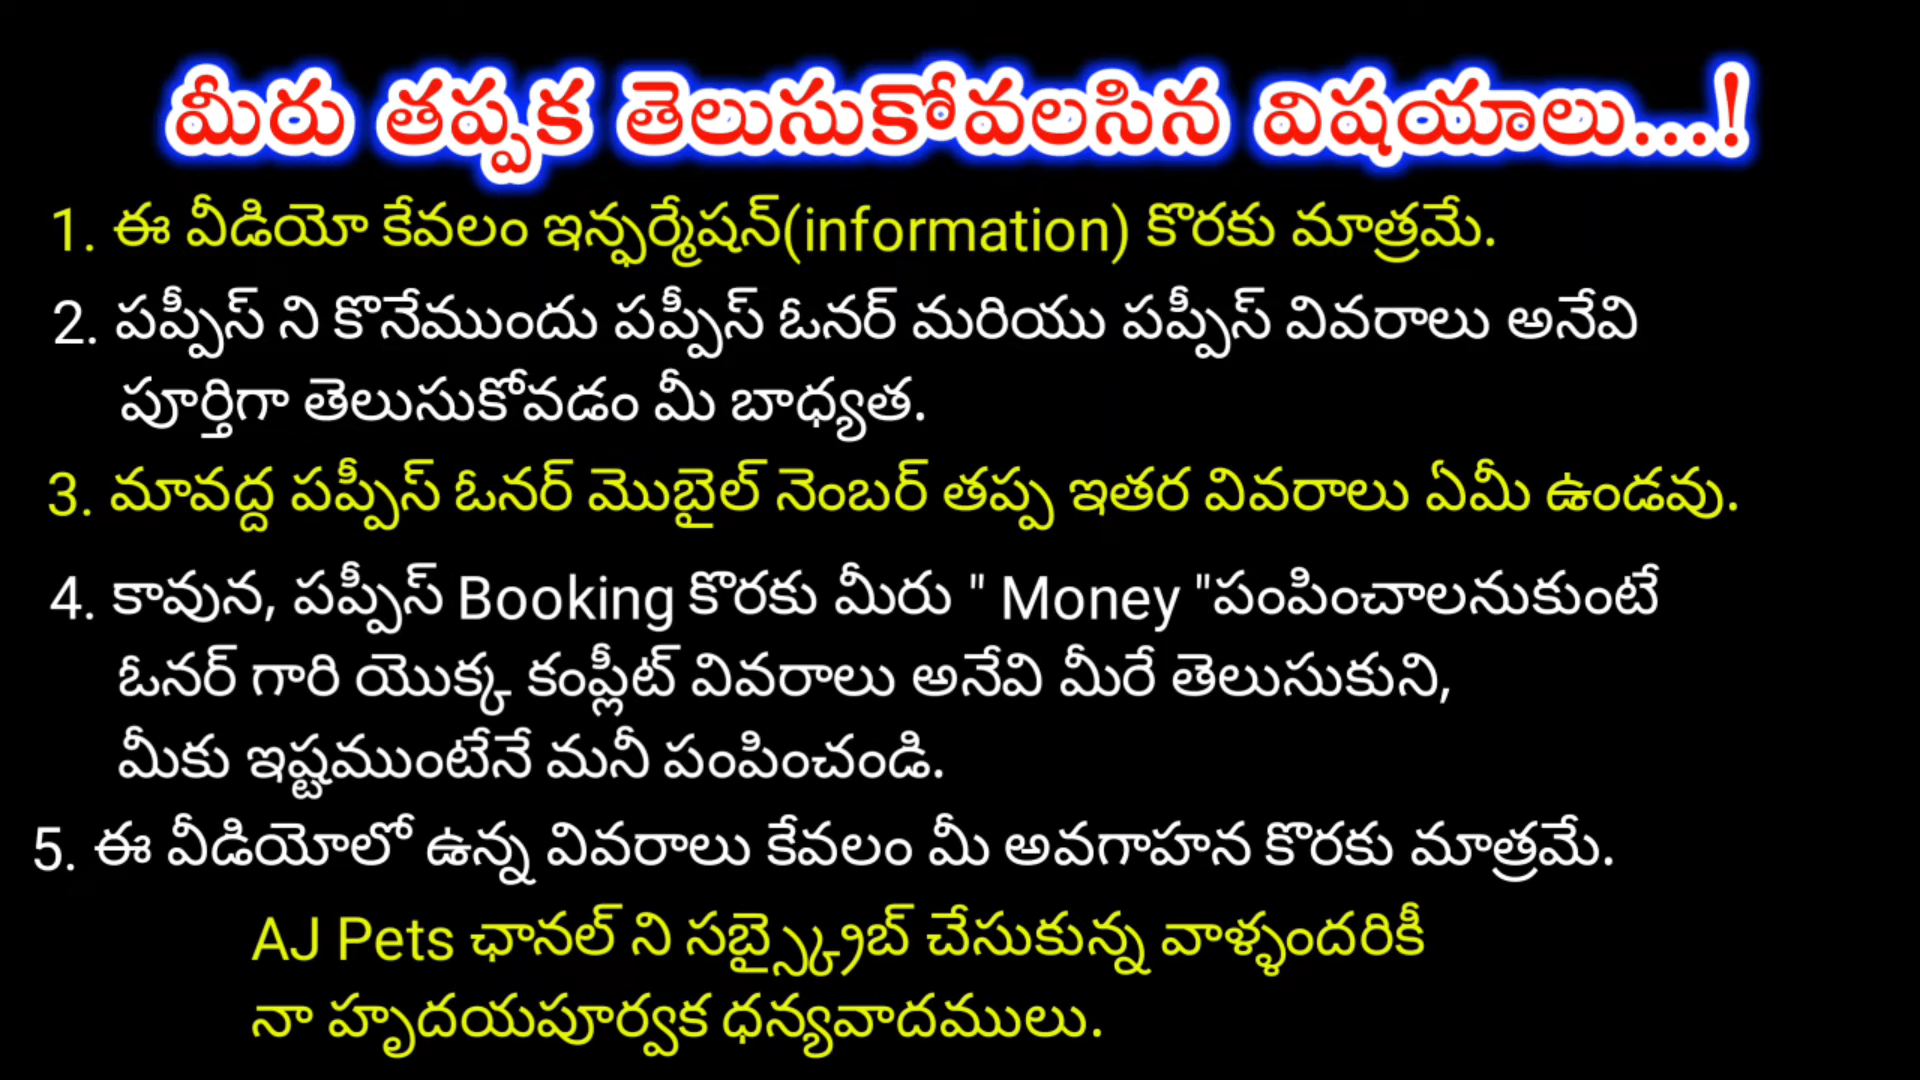 మీరు తప్పక తెలుసుకోవలసిన విషయాలు...!
1. ఈ వీడియో కేవలం ఇన్ఫర్మేషన్(information) కొరకు మాత్రమే.
2. పప్పీస్ ని కొనేముందు పప్పీస్ ఓనర్ మరియు పప్పీస్ వివరాలు అనేవి
పూర్తిగా తెలుసుకోవడం మీ బాధ్యత.
3. మావద్ద పప్పీస్ ఓనర్ మొబైల్ నెంబర్ తప్ప ఇతర వివరాలు ఏమీ ఉండవు.
4. కావున, పప్పీస్ Booking కొరకు మీరు " Money "పంపించాలనుకుంటే
ఓనర్ గారి యొక్క కంప్లీట్ వివరాలు అనేవి మీరే తెలుసుకుని,
మీకు ఇష్టముంటేనే మనీ పంపించండి.
5. ఈ వీడియోలో ఉన్న వివరాలు కేవలం మీ అవగాహన కొరకు మాత్రమే.
AJ Pets ఛానల్ ని సబ్స్క్రైబ్ చేసుకున్న వాళ్ళందరికీ
నా హృదయపూర్వక ధన్యవాదములు.